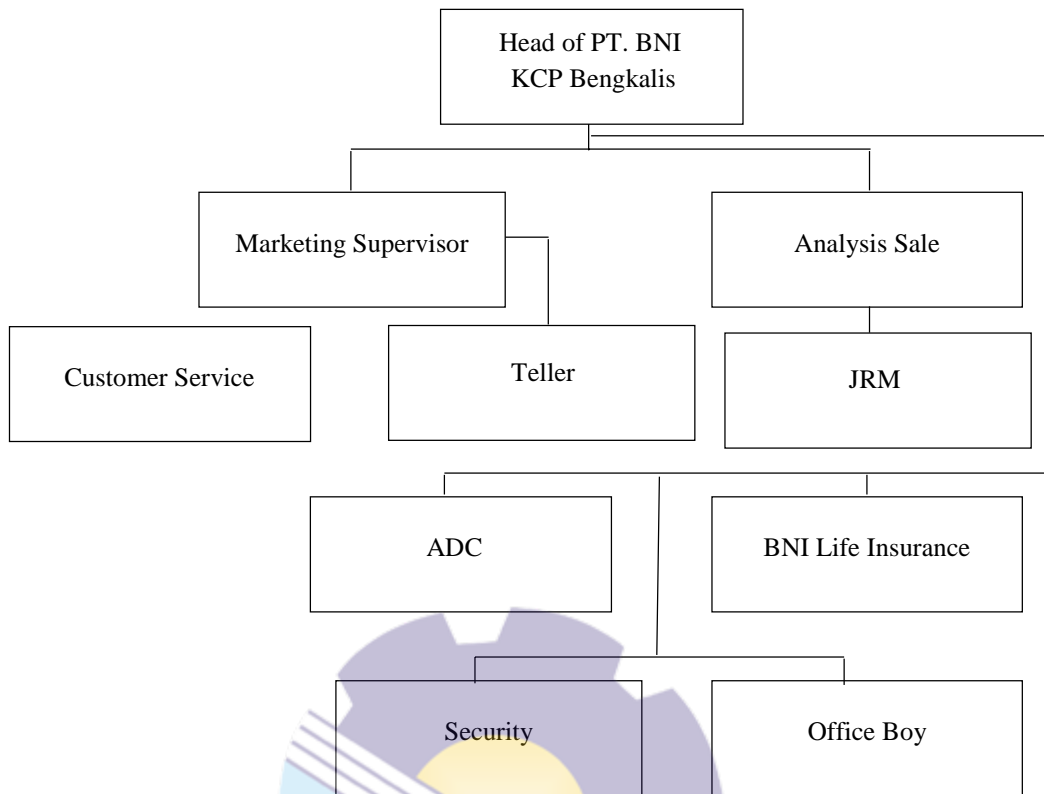 Head of PT. BNI
KCP Bengkalis
Marketing Supervisor
Analysis Sale
Customer Service
Teller
JRM
ADC
BNI Life Insurance
Security
Office Boy